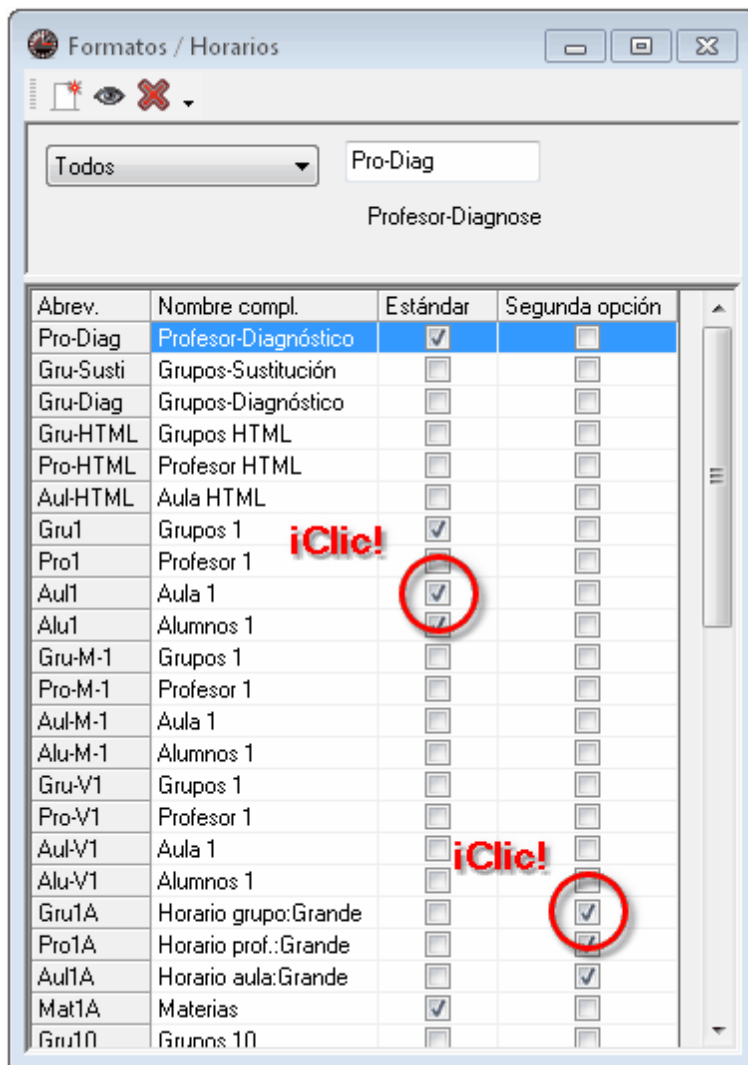 Formatos / Horarios
Todos Pro-Diag
Profesor-Diagnose
Abrev. Nombre compl. Estándar Segunda opción
Pro-Diag Profesor-Diagnóstico
Gru-Susti Grupos-Sustitución
Gru-Diag Grupos-Diagnóstico
Gru-HTML Grupos HTML
Pro-HTML Profesor HTML
Aul-HTML Aula HTML
Gru1 Grupos 1
¡Clic!
Pro1 Profesor 1
Aul1 Aula 1
Alu1 Alumnos 1
Gru-M-1 Grupos 1
Pro-M-1 Profesor 1
Aul-M-1 Aula 1
Alu-M-1 Alumnos 1
Gru-V1 Grupos 1
Pro-V1 Profesor 1
Aul-V1 Aula 1
¡Clic!
Alu-V1 Alumnos 1
Gru1A Horario grupo:Grande
Pro1A Horario prof.:Grande
Aul1A Horario aula:Grande
Mat1A Materias
Gru10 Grupos 10